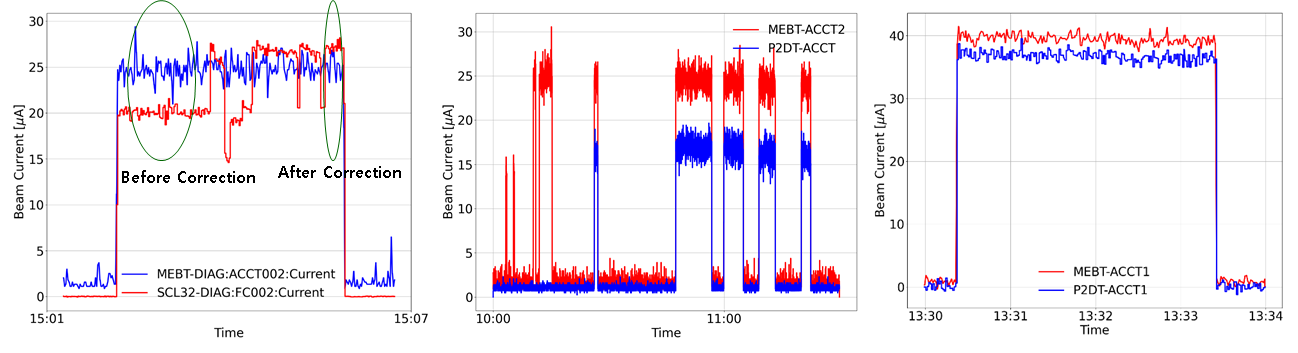 30
25
20
15
10
5
0
Beam Current [µA]
Before Correction
After Correction
MEBT-DIAG:ACCT002:Current
SCL32-DIAG:FC002:Current
15:01
15:07
Time
30
25
20
15
10
5
0
Beam Current [µA]
MEBT-ACCT2
P2DT-ACCT
10:00
11:00
Time
40
30
20
10
0
Beam Current [µA]
MEBT-ACCT1
P2DT-ACCT1
13:30
13:31
13:32
13:33
13:34
Time